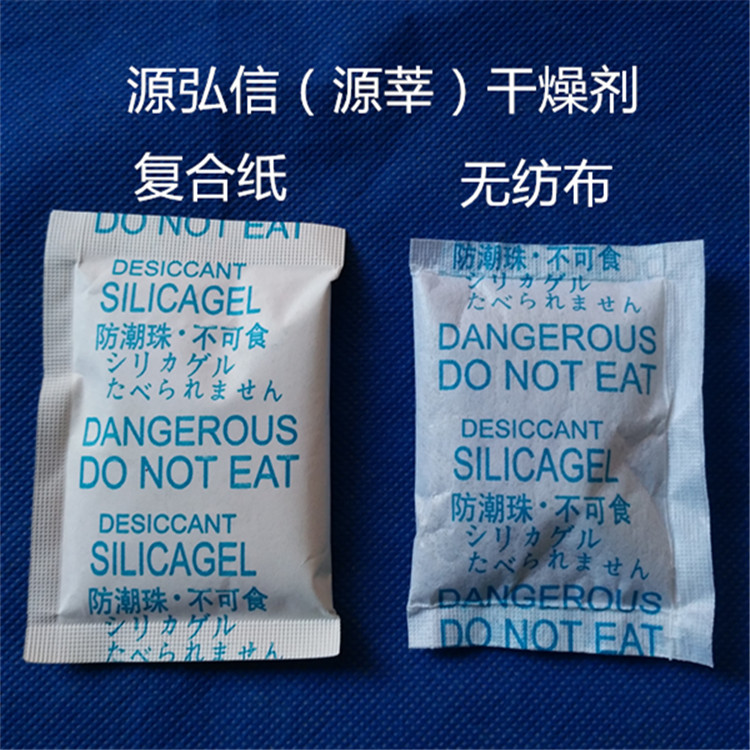 源弘信（源莘）干燥剂
复合纸
无纺布
DO NOT EAT
DESICCANT
SILICAGEL
防潮珠·不可食
シリカゲル
たべられません
DANGEROUS
DO NOT EAT
DESICCANT
SILICAGEL
防潮珠·不可食
シリカゲル
たべられません
防潮珠·不可食
シリカゲル
たべられません
DANGEROUS
DO NOT EAT
DESICCANT
SILICAGEL
防潮珠·不可食
シリカゲル
たべられません
DANGEROUS
DO NOT EAT